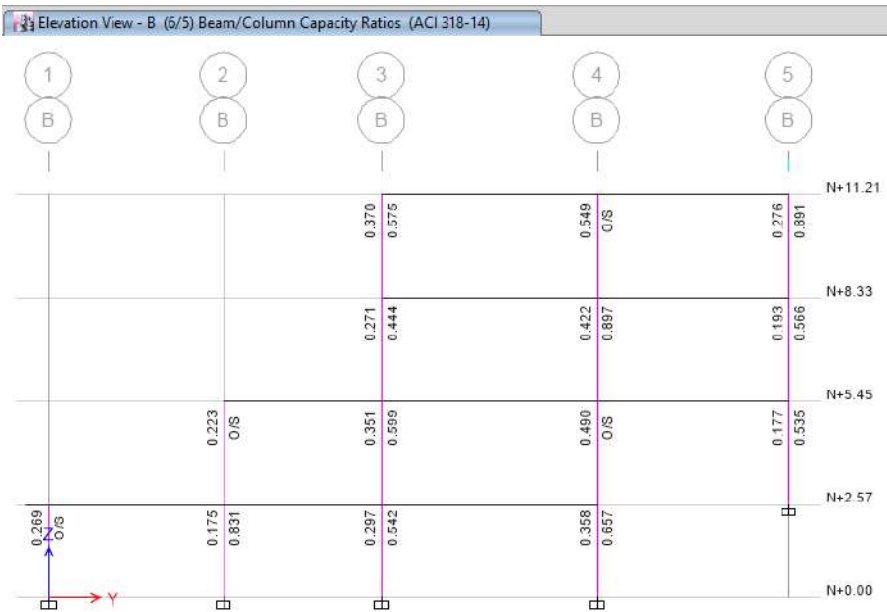 Elevation View - B (6/5) Beam/Column Capacity Ratios (ACI 318-14)
1 2 3 4 5
B B B B B
N+11.21
0.370 0.575 0.549 O/S 0.276 0.891
N+8.33
0.271 0.444 0.422 0.897 0.193 0.566
N+5.45
0.223 O/S 0.351 0.599 0.490 O/S 0.177 0.535
N+2.57
0.269 O/S 0.175 0.831 0.297 0.542 0.358 0.657
Z
Y
N+0.00